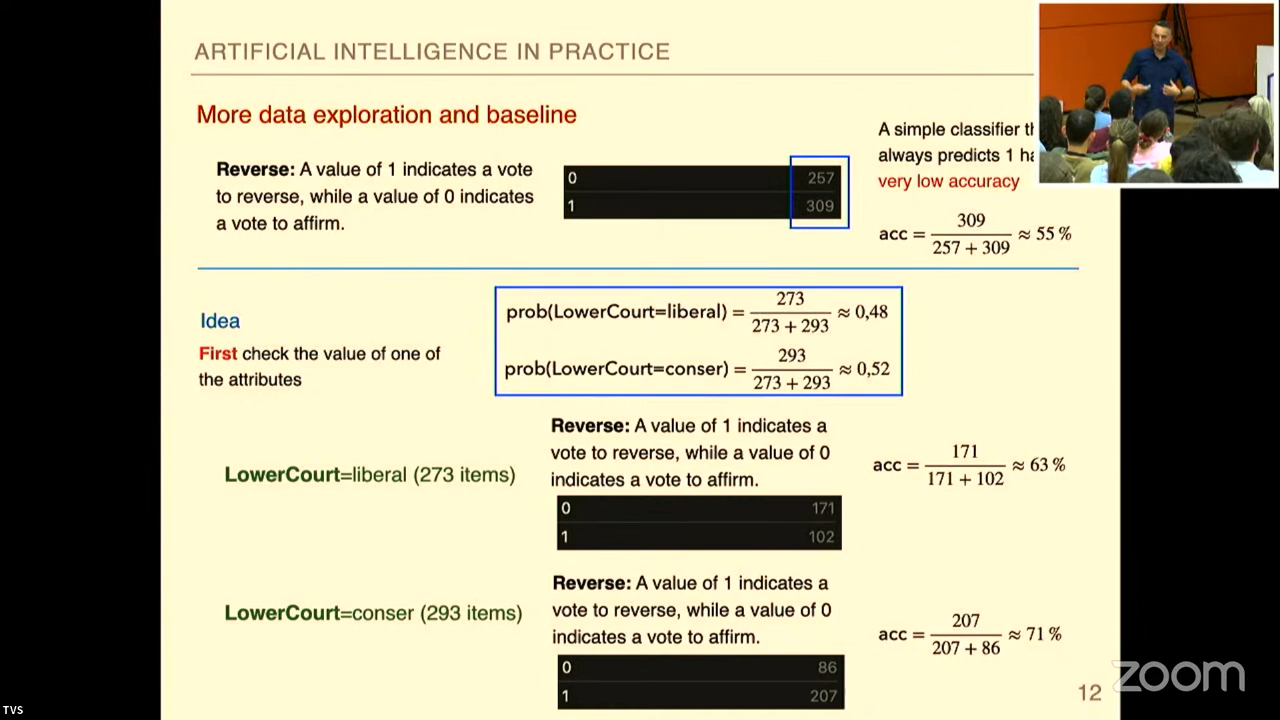 ARTIFICIAL INTELLIGENCE IN PRACTICE
More data exploration and baseline
Reverse: A value of 1 indicates a vote
to reverse, while a value of 0 indicates
a vote to affirm.
0 257
1 309
A simple classifier
always predicts 1
very low accuracy
acc = 309 / 257 + 309 ≈ 55 %
Idea
First check the value of one of
the attributes
prob(LowerCourt=liberal) = 273 / 273 + 293 ≈ 0,48
prob(LowerCourt=conser) = 293 / 273 + 293 ≈ 0,52
LowerCourt=liberal (273 items)
Reverse: A value of 1 indicates a
vote to reverse, while a value of 0
indicates a vote to affirm.
0 171
1 102
acc = 171 / 171 + 102 ≈ 63 %
LowerCourt=conser (293 items)
Reverse: A value of 1 indicates a
vote to reverse, while a value of 0
indicates a vote to affirm.
0 86
1 207
acc = 207 / 207 + 86 ≈ 71 %
12
zoom
TVS